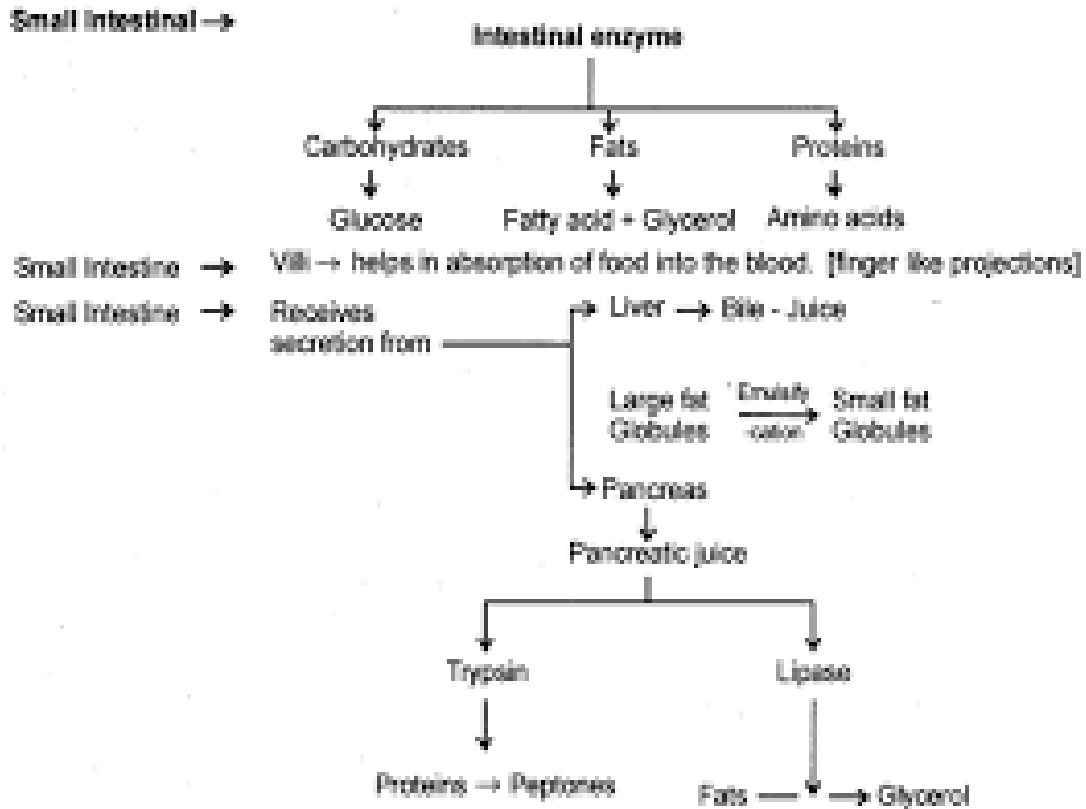 Small Intestinal →
Intestinal enzyme
Carbohydrates Fats Proteins
Glucose Fatty acid + Glycerol Amino acids
Small Intestine → Villi → helps in absorption of food into the blood. [finger like projections]
Small Intestine → Receives
secretion from
Liver → Bile - Juice
Large fat
Globules
Emulsify
-cation
Small fat
Globules
Pancreas
Pancreatic juice
Trypsin Lipase
Proteins → Peptones
Fats → Glycerol